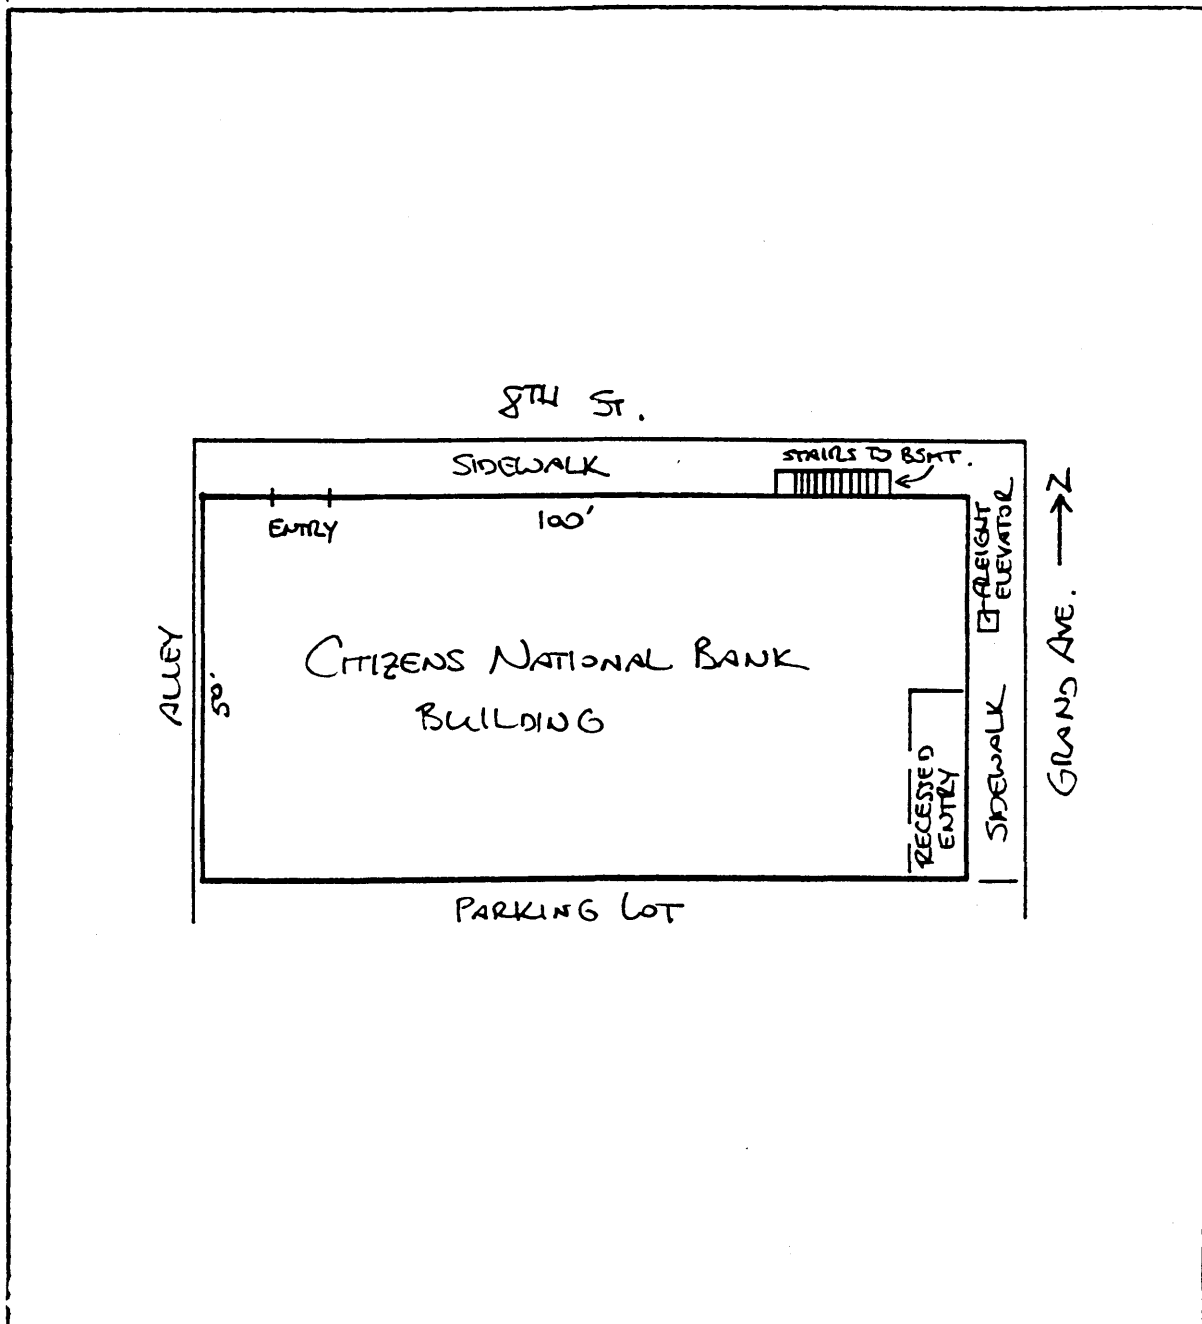 8TH ST.
SIDEWALK
STAIRS TO BSMT.
ENTRY
100'
FREIGHT
ELEVATOR
N
GRAND AVE.
ALLEY
50'
CITIZENS NATIONAL BANK
BUILDING
RECESSED
ENTRY
SIDEWALK
PARKING LOT